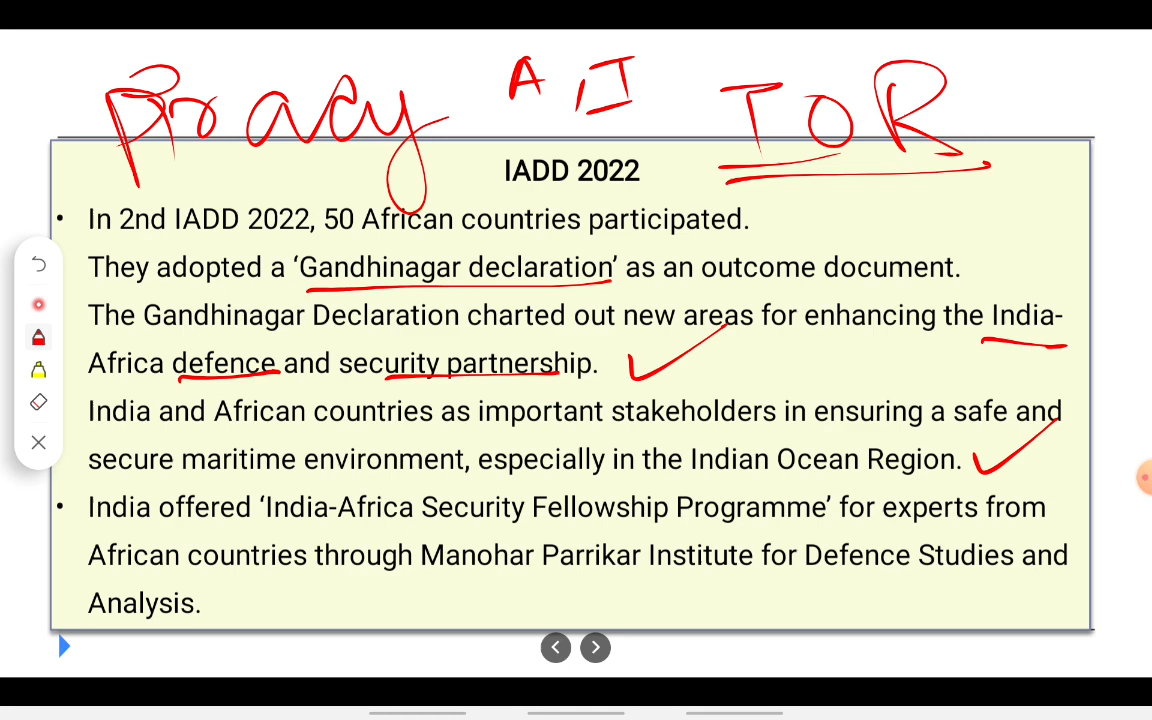 A I TOR
IADD 2022
• In 2nd IADD 2022, 50 African countries participated.
They adopted a ‘Gandhinagar declaration’ as an outcome document.
The Gandhinagar Declaration charted out new areas for enhancing the India-
Africa defence and security partnership.
India and African countries as important stakeholders in ensuring a safe and
secure maritime environment, especially in the Indian Ocean Region.
• India offered ‘India-Africa Security Fellowship Programme’ for experts from
African countries through Manohar Parrikar Institute for Defence Studies and
Analysis.